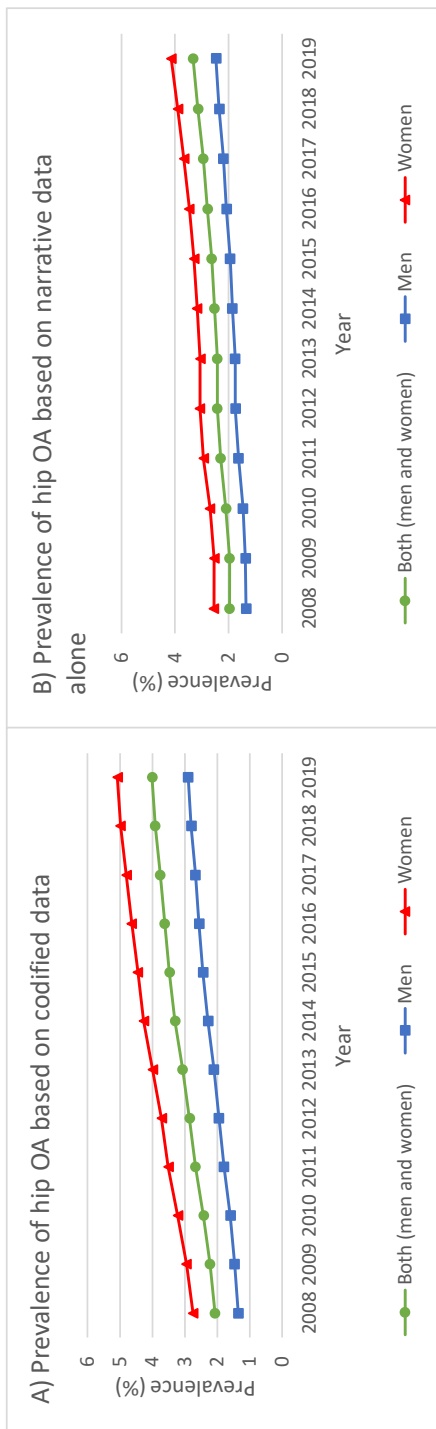 A) Prevalence of hip OA based on codified data
6
5
4
3
2
1
0
Prevalence (%)
2008 2009 2010 2011 2012 2013 2014 2015 2016 2017 2018 2019
Year
Both (men and women) Men Women
B) Prevalence of hip OA based on narrative data
alone
6
4
2
0
Prevalence (%)
2008 2009 2010 2011 2012 2013 2014 2015 2016 2017 2018 2019
Year
Both (men and women) Men Women